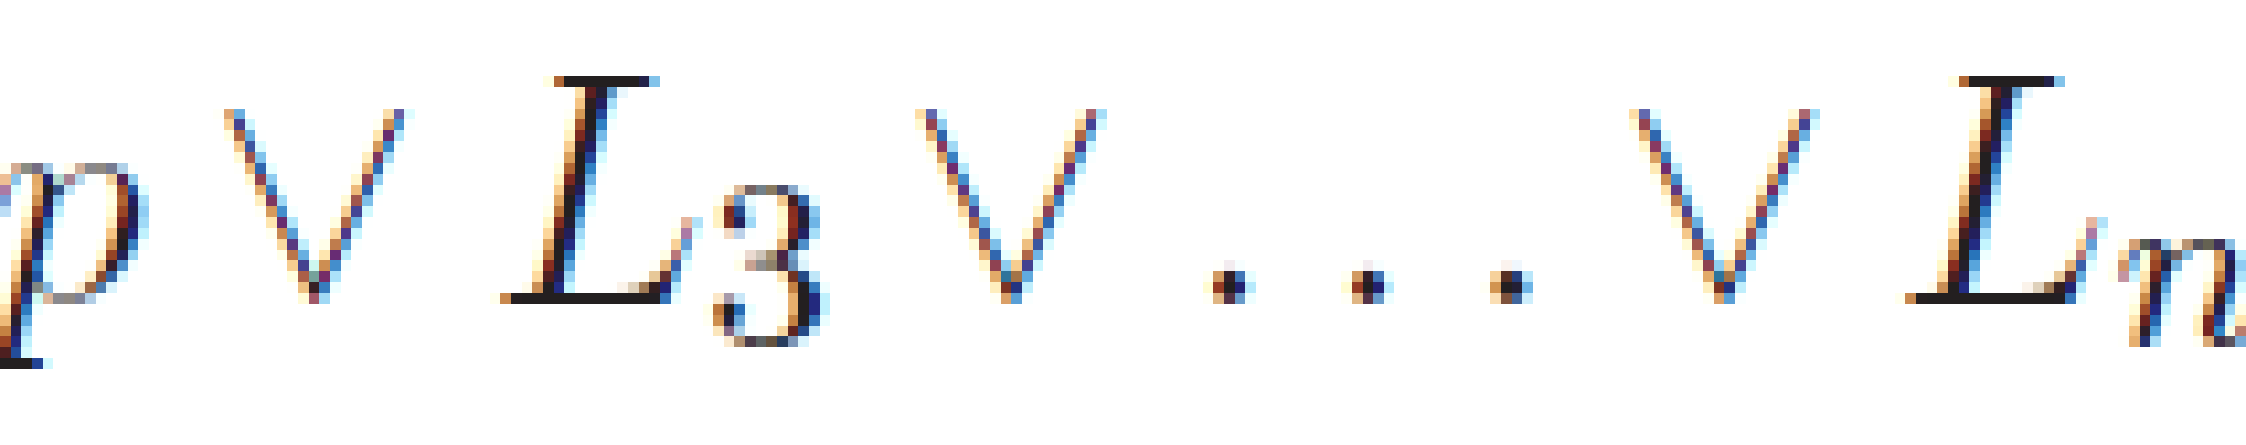 p ∨ L₃ ∨ . . . ∨ Lₙ